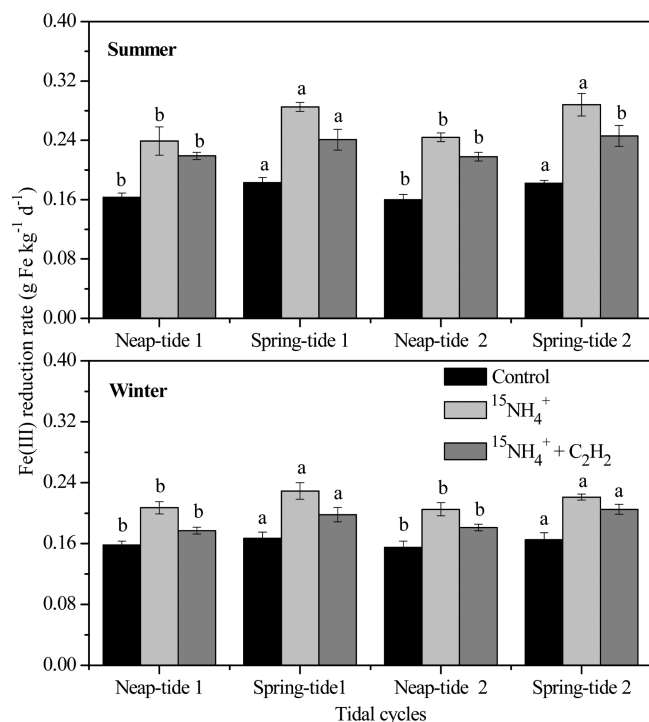 Fe(III) reduction rate (g Fe kg⁻¹ d⁻¹)
0.40
Summer
0.32
0.24
0.16
0.08
0.00
b b b
a a a
b b b
a a b
Neap-tide 1 Spring-tide 1 Neap-tide 2 Spring-tide 2
0.40
Winter
0.32
0.24
0.16
0.08
0.00
Control
¹⁵NH₄⁺
¹⁵NH₄⁺ + C₂H₂
b b b
a a a
b b b
a a a
Neap-tide 1 Spring-tide1 Neap-tide 2 Spring-tide 2
Tidal cycles